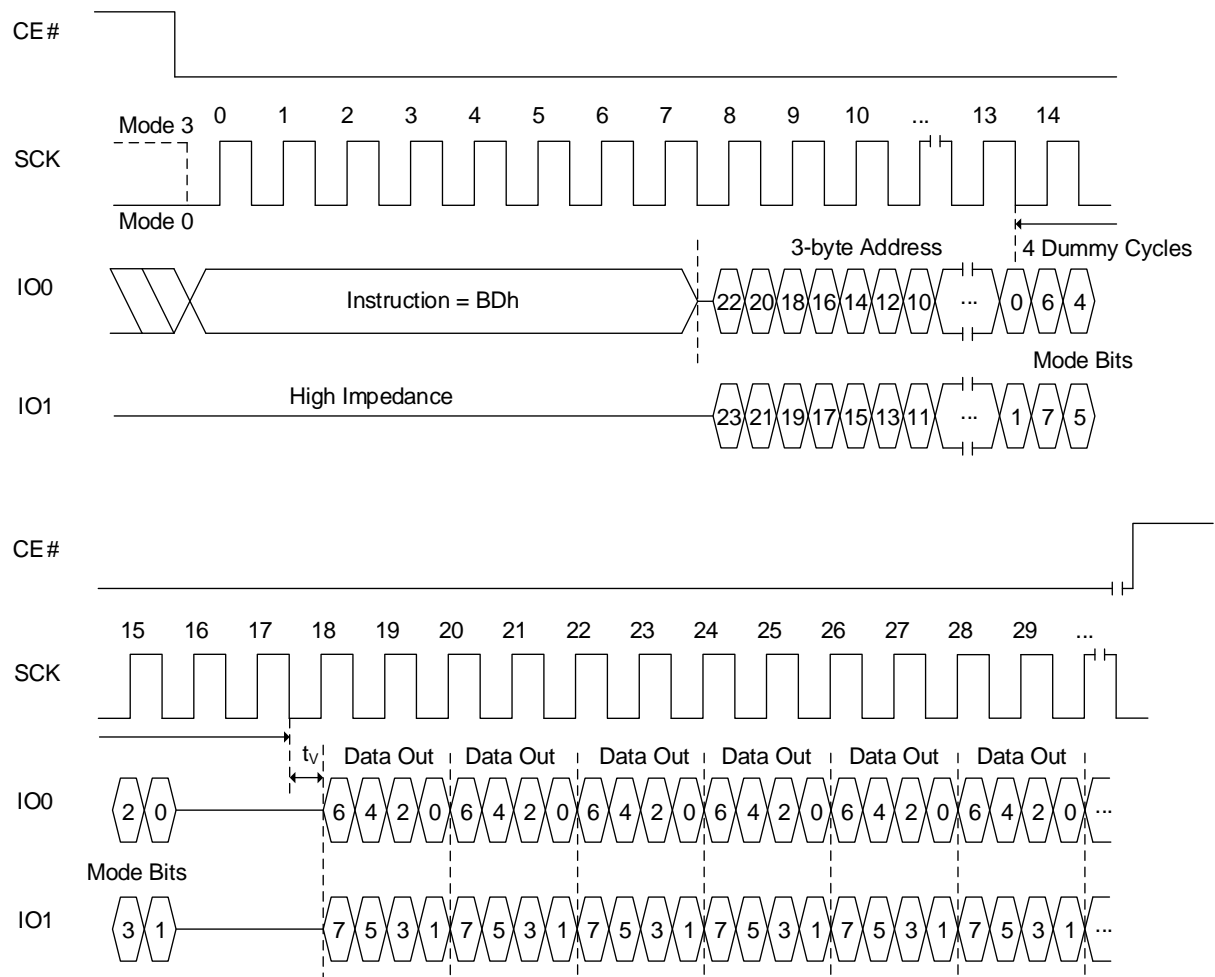 CE#
0 1 2 3 4 5 6 7 8 9 10 ... 13 14
Mode 3
SCK
Mode 0
3-byte Address 4 Dummy Cycles
IO0 Instruction = BDh 22 20 18 16 14 12 10 ... 0 6 4
Mode Bits
High Impedance
IO1 23 21 19 17 15 13 11 ... 1 7 5
CE#
15 16 17 18 19 20 21 22 23 24 25 26 27 28 29 ...
SCK
tV Data Out Data Out Data Out Data Out Data Out Data Out
IO0 2 0 6 4 2 0 6 4 2 0 6 4 2 0 6 4 2 0 6 4 2 0 6 4 2 0 ...
Mode Bits
IO1 3 1 7 5 3 1 7 5 3 1 7 5 3 1 7 5 3 1 7 5 3 1 7 5 3 1 ...